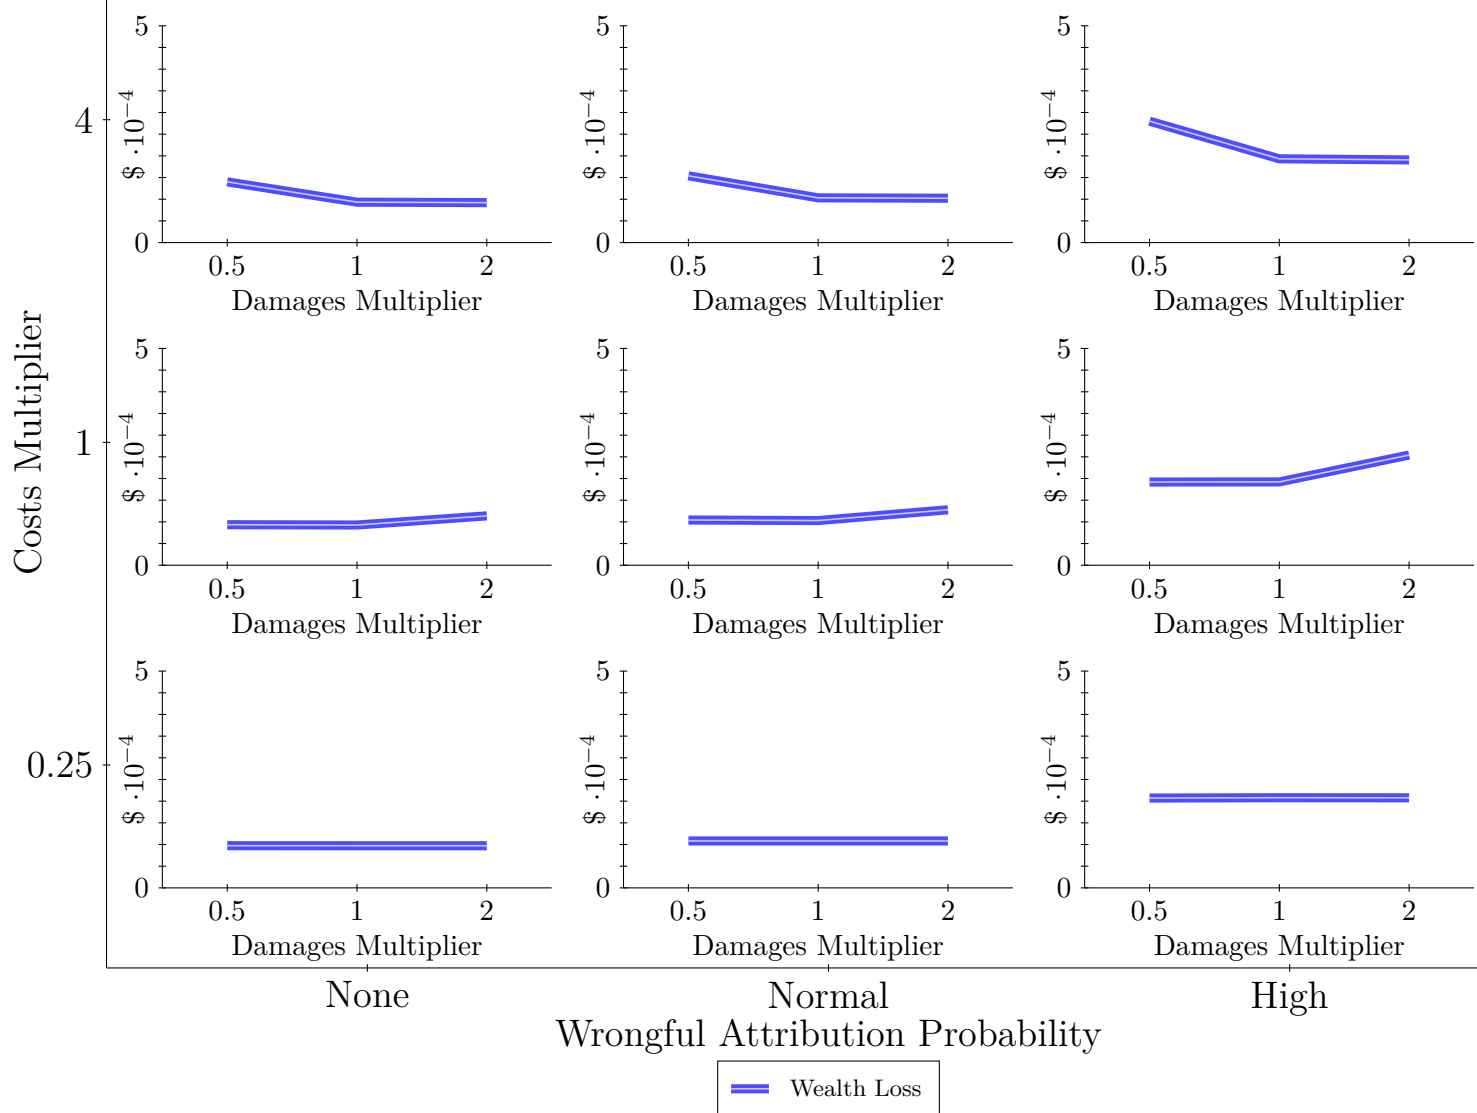 Costs Multiplier
4
1
0.25
5
$ ·10⁻⁴
0
0.5 1 2
Damages Multiplier
5
$ ·10⁻⁴
0
0.5 1 2
Damages Multiplier
5
$ ·10⁻⁴
0
0.5 1 2
Damages Multiplier
5
$ ·10⁻⁴
0
0.5 1 2
Damages Multiplier
5
$ ·10⁻⁴
0
0.5 1 2
Damages Multiplier
5
$ ·10⁻⁴
0
0.5 1 2
Damages Multiplier
5
$ ·10⁻⁴
0
0.5 1 2
Damages Multiplier
5
$ ·10⁻⁴
0
0.5 1 2
Damages Multiplier
5
$ ·10⁻⁴
0
0.5 1 2
Damages Multiplier
None Normal High
Wrongful Attribution Probability
Wealth Loss